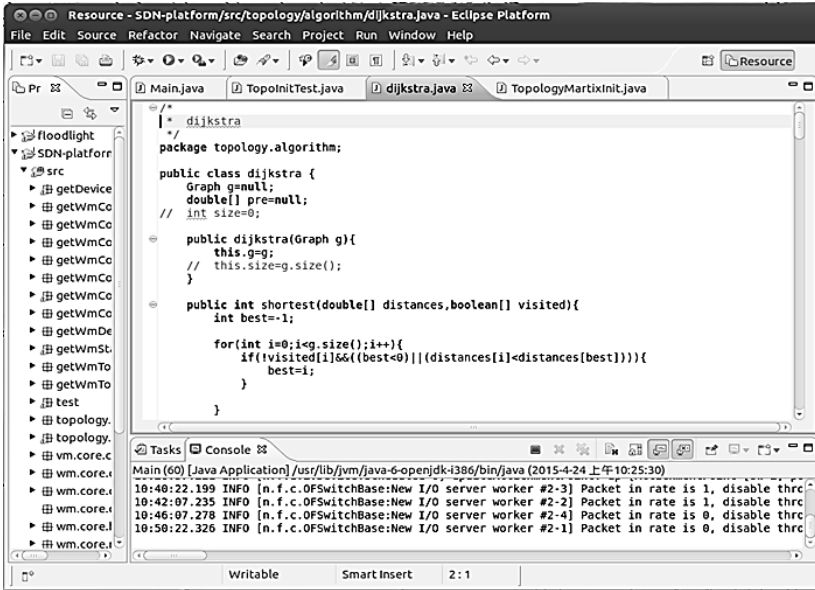 Resource - SDN-platform/src/topology/algorithm/dijkstra.java - Eclipse Platform
File Edit Source Refactor Navigate Search Project Run Window Help
Resource
Pr
Main.java TopoInitTest.java dijkstra.java TopologyMartixInit.java
floodlight
SDN-platform
src
getDevice
getWmCo
getWmCo
getWmCo
getWmCo
getWmCo
getWmCo
getWmCo
getWmCo
getWmDe
getWmSt
getWmTo
getWmTo
test
topology.
topology.
vm.core.c
wm.core.
wm.core.
wm.core.
wm.core.l
wm.core.
/*
* dijkstra
*/
package topology.algorithm;
public class dijkstra {
Graph g=null;
double[] pre=null;
// int size=0;
public dijkstra(Graph g){
this.g=g;
// this.size=g.size();
}
public int shortest(double[] distances,boolean[] visited){
int best=-1;
for(int i=0;i<g.size();i++){
if(!visited[i]&&((best<0)||(distances[i]<distances[best]))){
best=i;
}
}
Tasks Console
Main (60) [Java Application] /usr/lib/jvm/java-6-openjdk-i386/bin/java (2015-4-24 上午10:25:30)
10:40:22.199 INFO [n.f.c.OFSwitchBase:New I/O server worker #2-3] Packet in rate is 1, disable thro
10:42:07.235 INFO [n.f.c.OFSwitchBase:New I/O server worker #2-2] Packet in rate is 1, disable thro
10:46:07.278 INFO [n.f.c.OFSwitchBase:New I/O server worker #2-4] Packet in rate is 0, disable thro
10:50:22.326 INFO [n.f.c.OFSwitchBase:New I/O server worker #2-1] Packet in rate is 0, disable thro
Writable Smart Insert 2 : 1